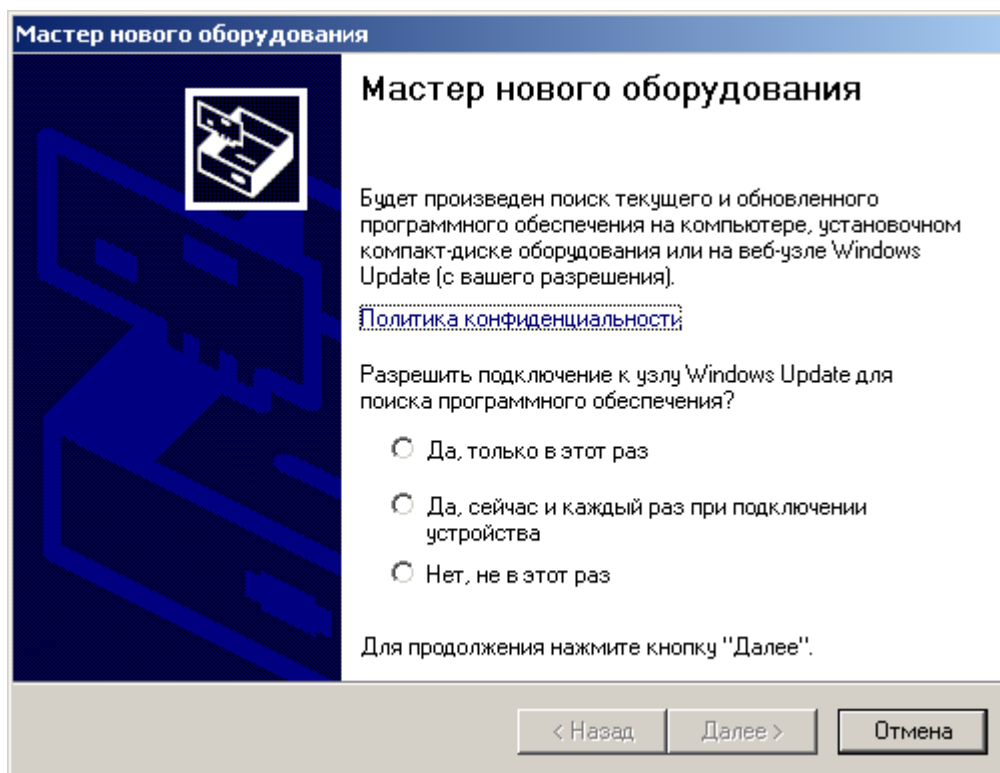 Мастер нового оборудования
Мастер нового оборудования
Будет произведен поиск текущего и обновленного
программного обеспечения на компьютере, установочном
компакт-диске оборудования или на веб-узле Windows
Update (с вашего разрешения).
Политика конфиденциальности
Разрешить подключение к узлу Windows Update для
поиска программного обеспечения?
Да, только в этот раз
Да, сейчас и каждый раз при подключении
устройства
Нет, не в этот раз
Для продолжения нажмите кнопку "Далее".
< Назад Далее > Отмена